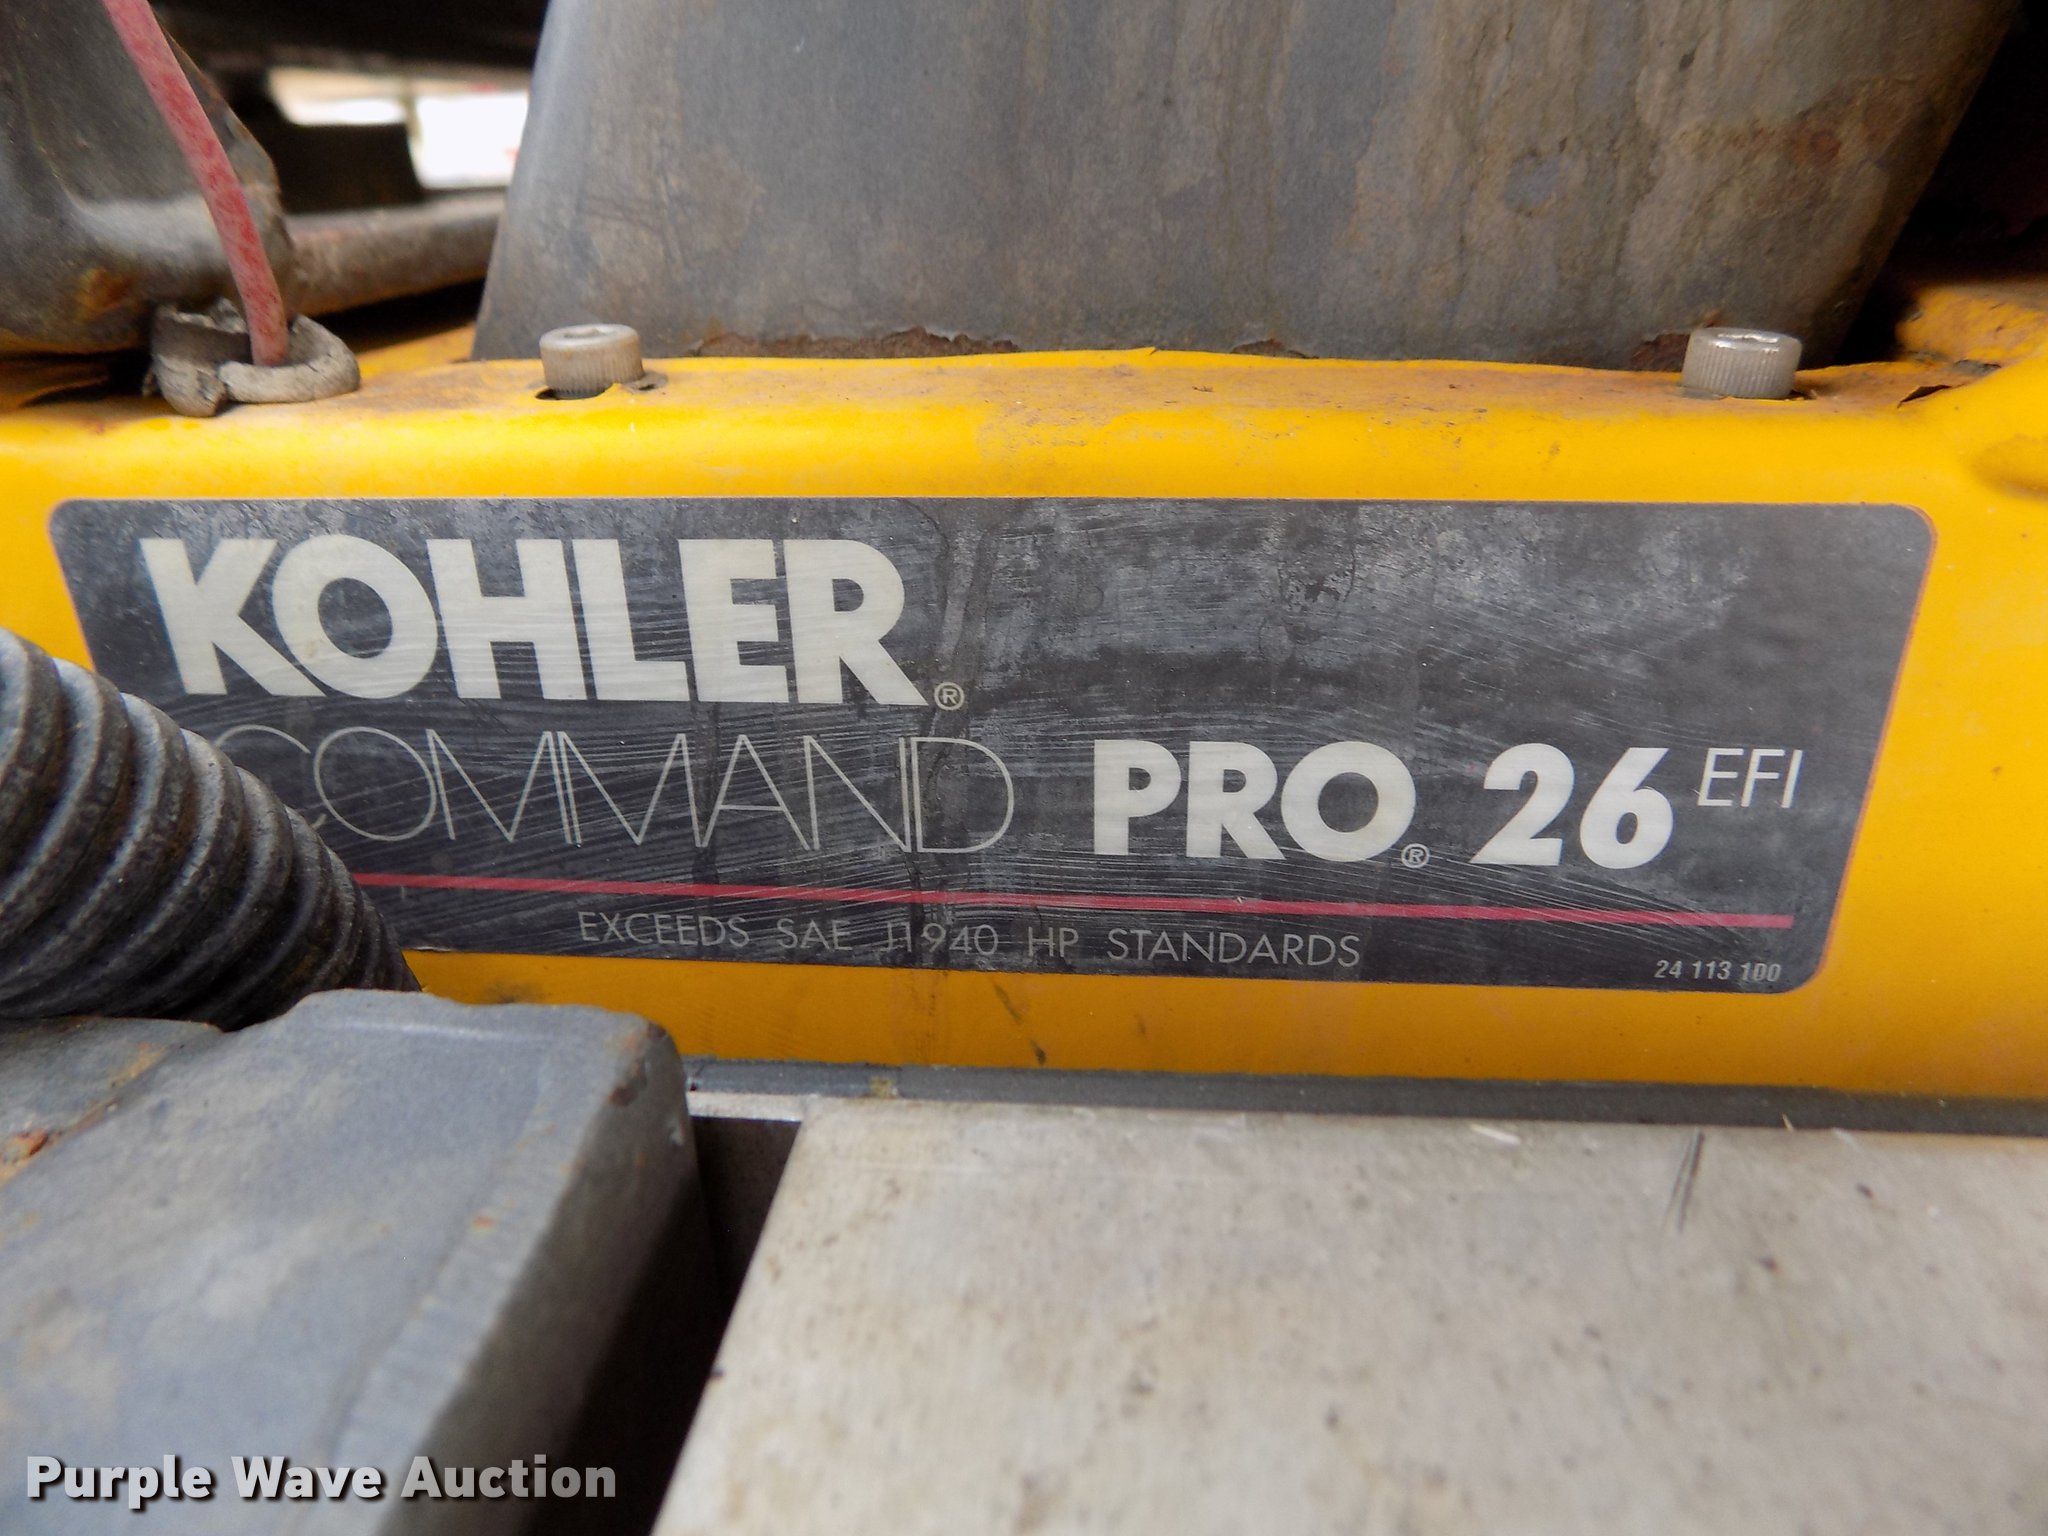 KOHLER®
COMMAND PRO® 26 EFI
EXCEEDS SAE J1940 HP STANDARDS
24 113 100
Purple Wave Auction